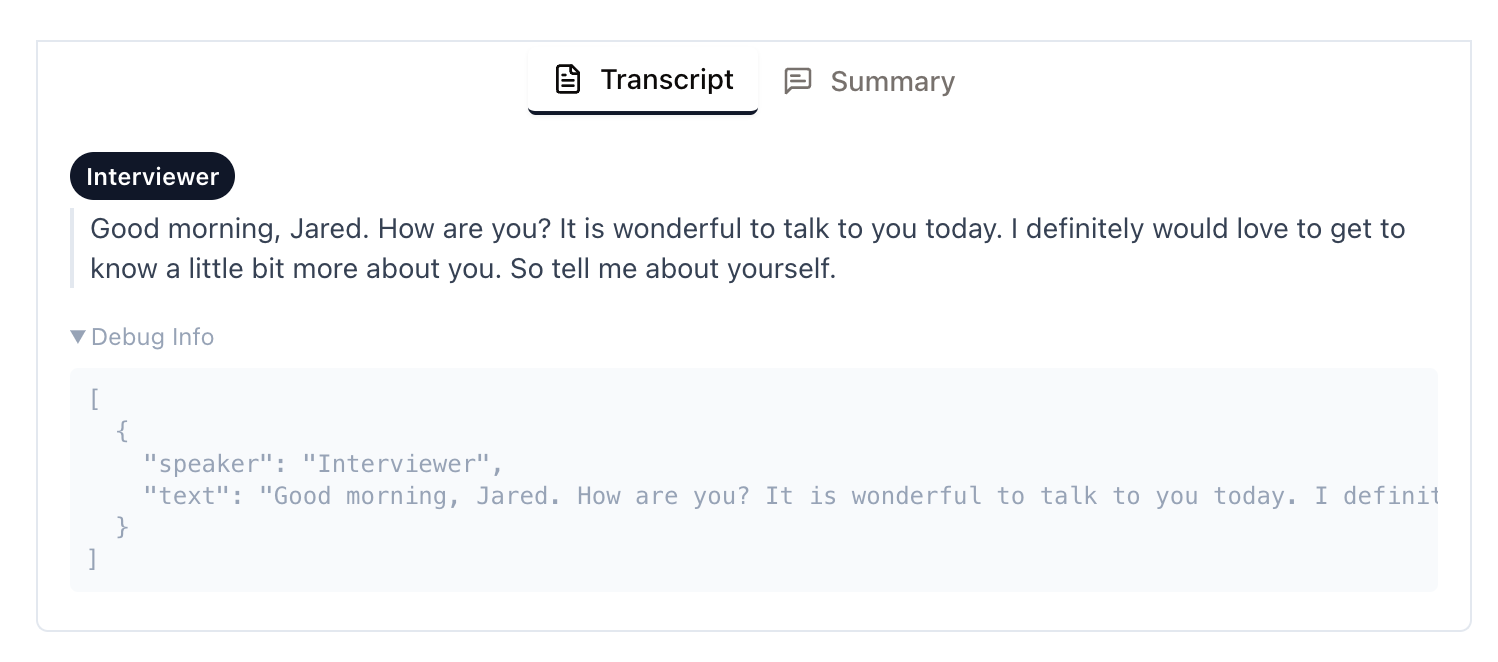 Transcript
Summary
Interviewer
Good morning, Jared. How are you? It is wonderful to talk to you today. I definitely would love to get to
know a little bit more about you. So tell me about yourself.
Debug Info
[
  {
    "speaker": "Interviewer",
    "text": "Good morning, Jared. How are you? It is wonderful to talk to you today. I definit
  }
]